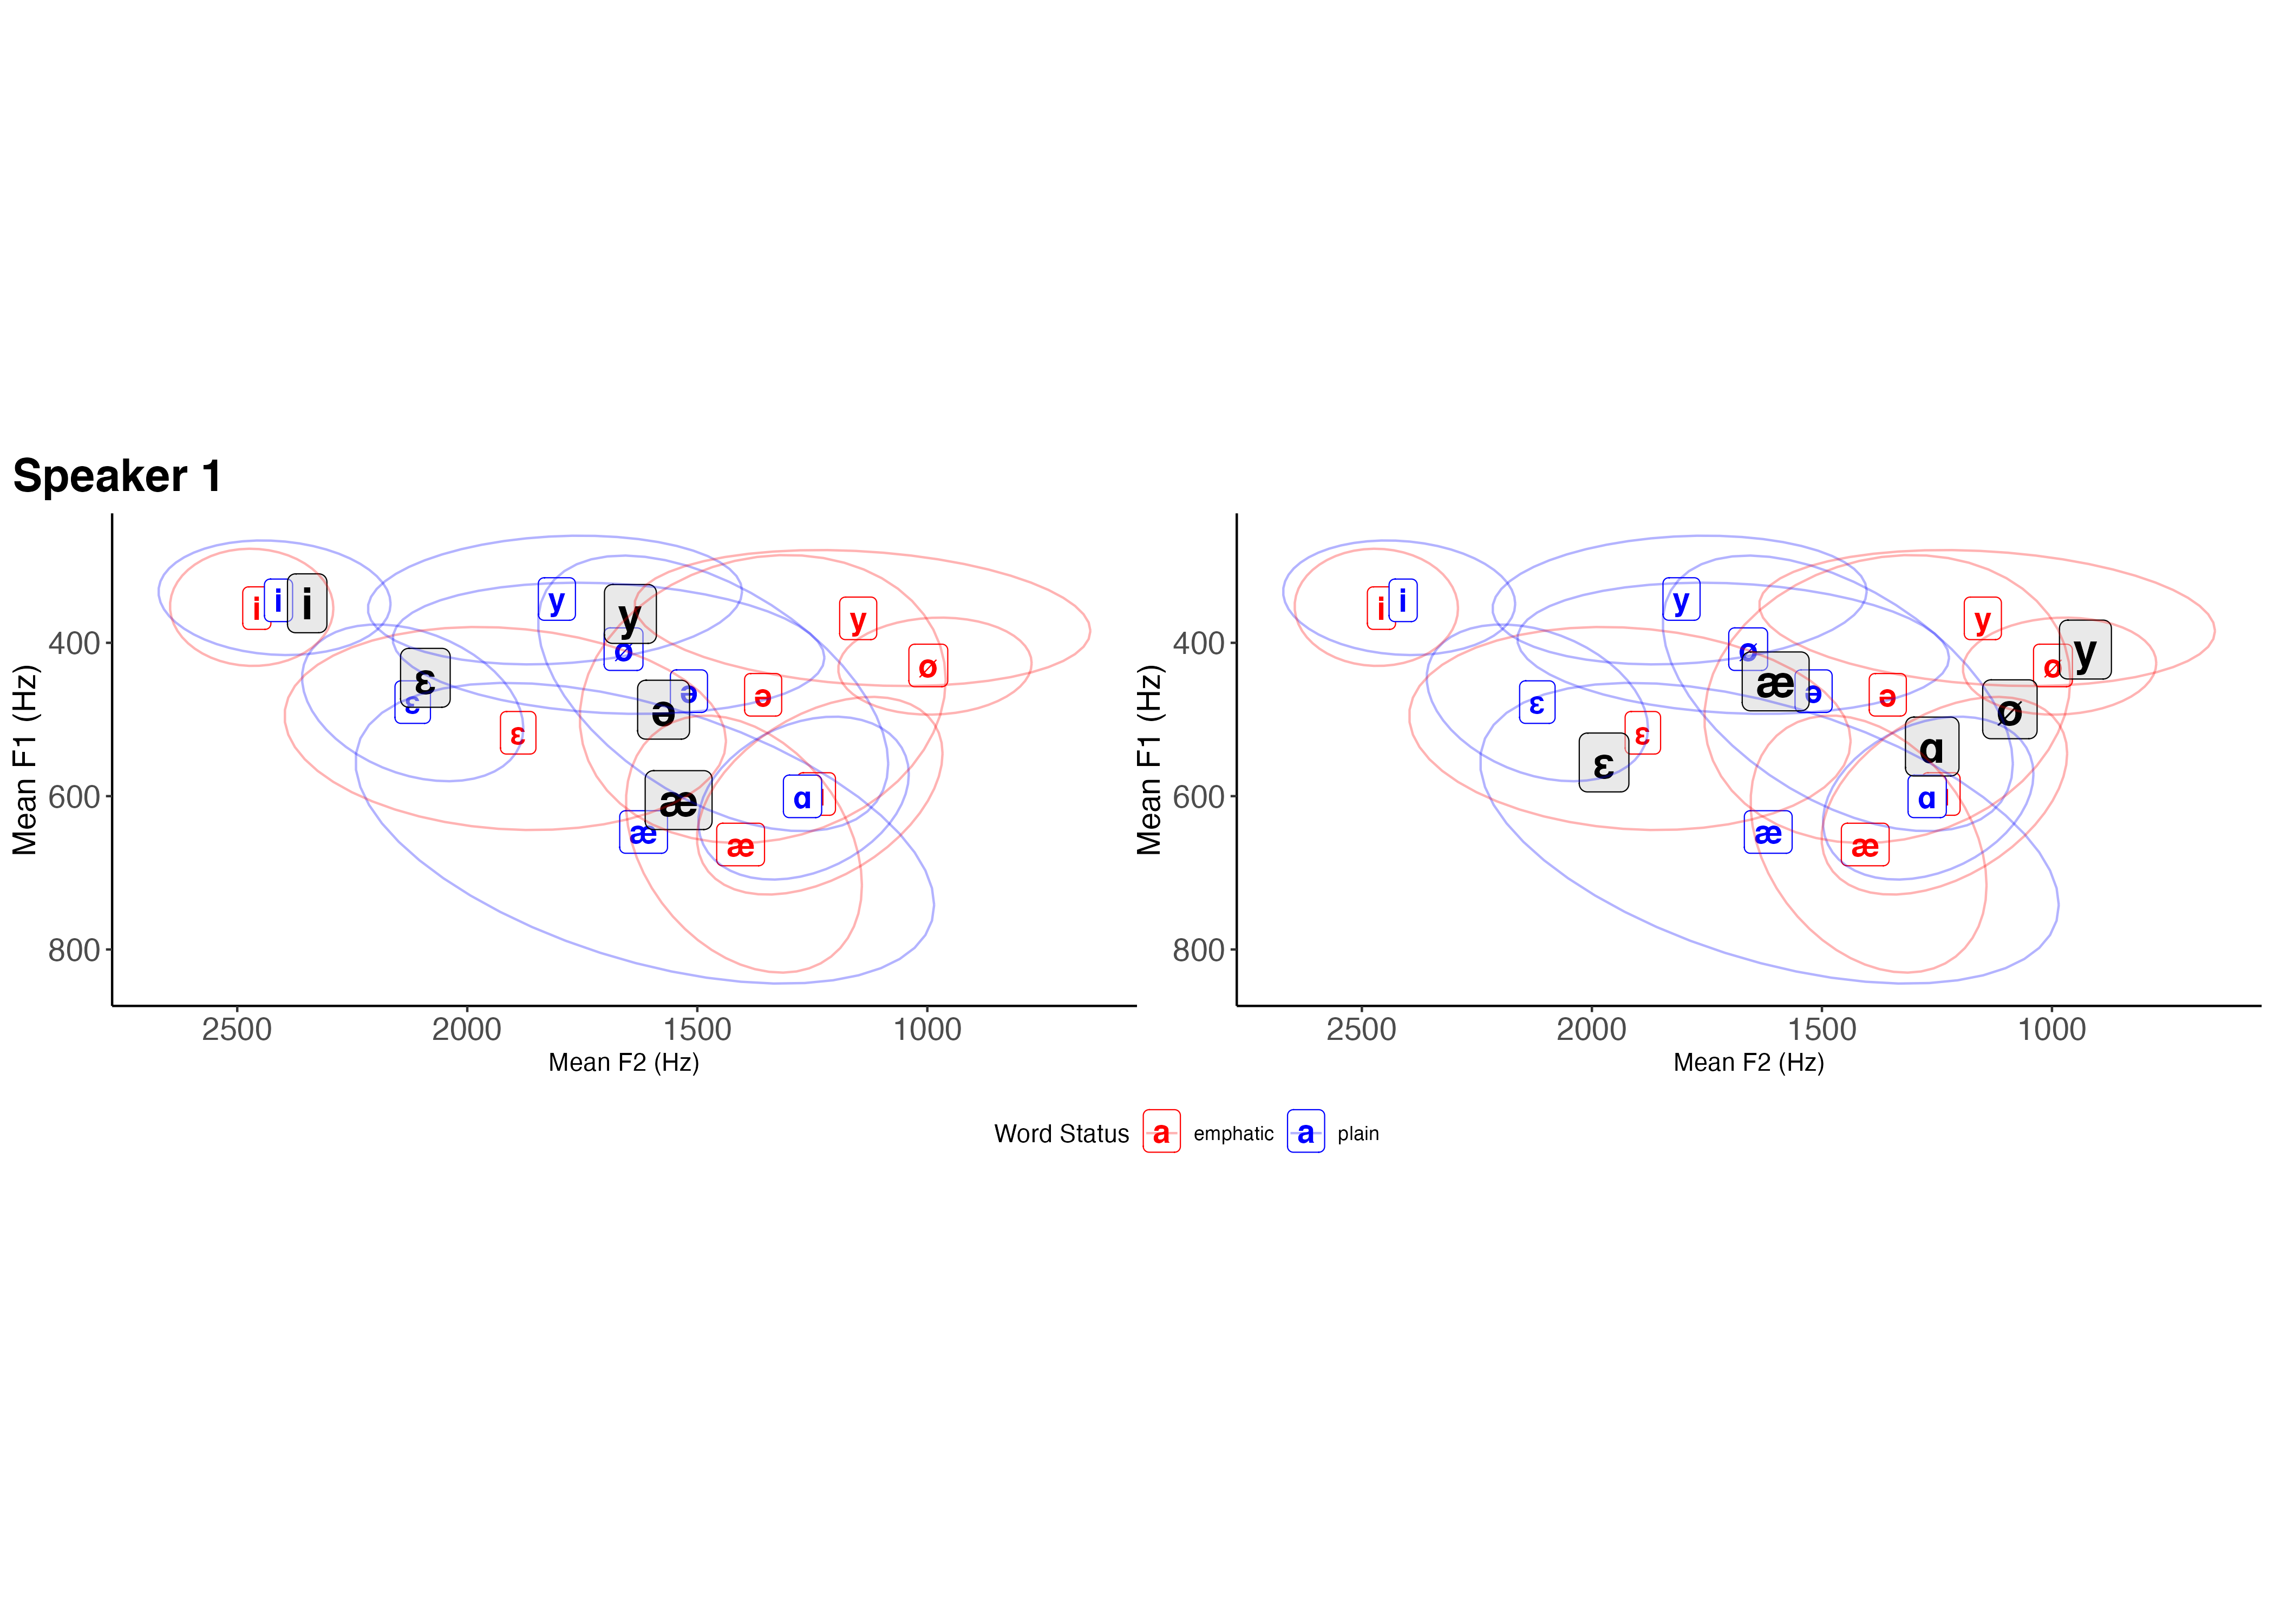 Speaker 1
Mean F1 (Hz)
400
600
800
i i i
y y y
ø ø
ɛ ɛ ɛ
ə ə ə
ɑ
æ æ æ
2500 2000 1500 1000
Mean F2 (Hz)
Mean F1 (Hz)
400
600
800
i i
y y y
ø ø ø
æ ə ə
ɛ ɛ ɛ
ɑ ɑ
æ æ
2500 2000 1500 1000
Mean F2 (Hz)
Word Status a emphatic a plain